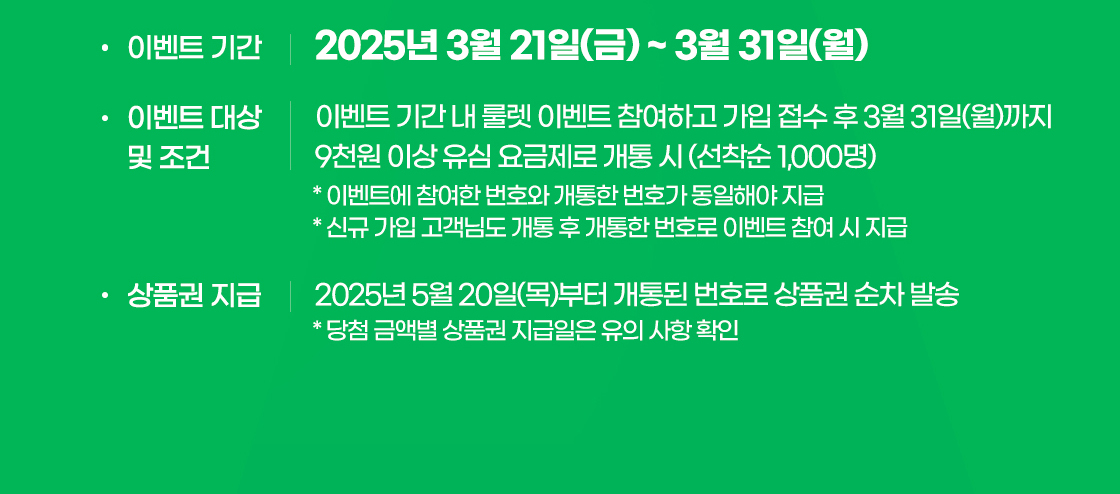 • 이벤트 기간 2025년 3월 21일(금) ~ 3월 31일(월)
• 이벤트 대상 이벤트 기간 내 룰렛 이벤트 참여하고 가입 접수 후 3월 31일(월)까지
및 조건 9천원 이상 유심 요금제로 개통 시 (선착순 1,000명)
* 이벤트에 참여한 번호와 개통한 번호가 동일해야 지급
* 신규 가입 고객님도 개통 후 개통한 번호로 이벤트 참여 시 지급
• 상품권 지급 2025년 5월 20일(목)부터 개통된 번호로 상품권 순차 발송
* 당첨 금액별 상품권 지급일은 유의 사항 확인